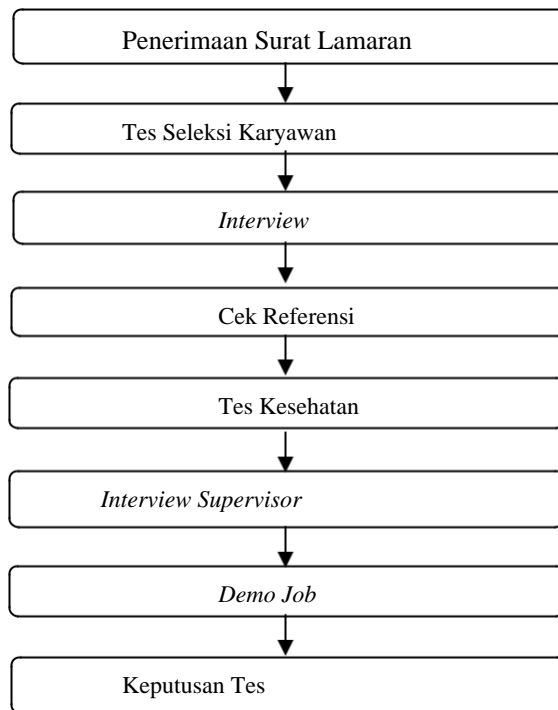 Penerimaan Surat Lamaran
Tes Seleksi Karyawan
Interview
Cek Referensi
Tes Kesehatan
Interview Supervisor
Demo Job
Keputusan Tes